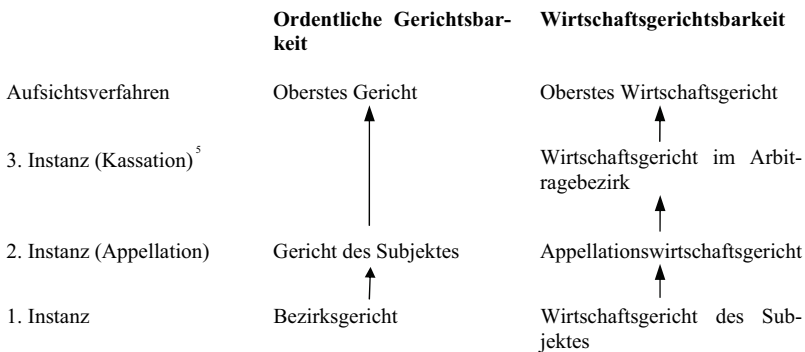 Ordentliche Gerichtsbar- Wirtschaftsgerichtsbarkeit
keit
Aufsichtsverfahren Oberstes Gericht Oberstes Wirtschaftsgericht
3. Instanz (Kassation)⁵ Wirtschaftsgericht im Arbit-
ragebezirk
2. Instanz (Appellation) Gericht des Subjektes Appellationswirtschaftsgericht
1. Instanz Bezirksgericht Wirtschaftsgericht des Sub-
jektes